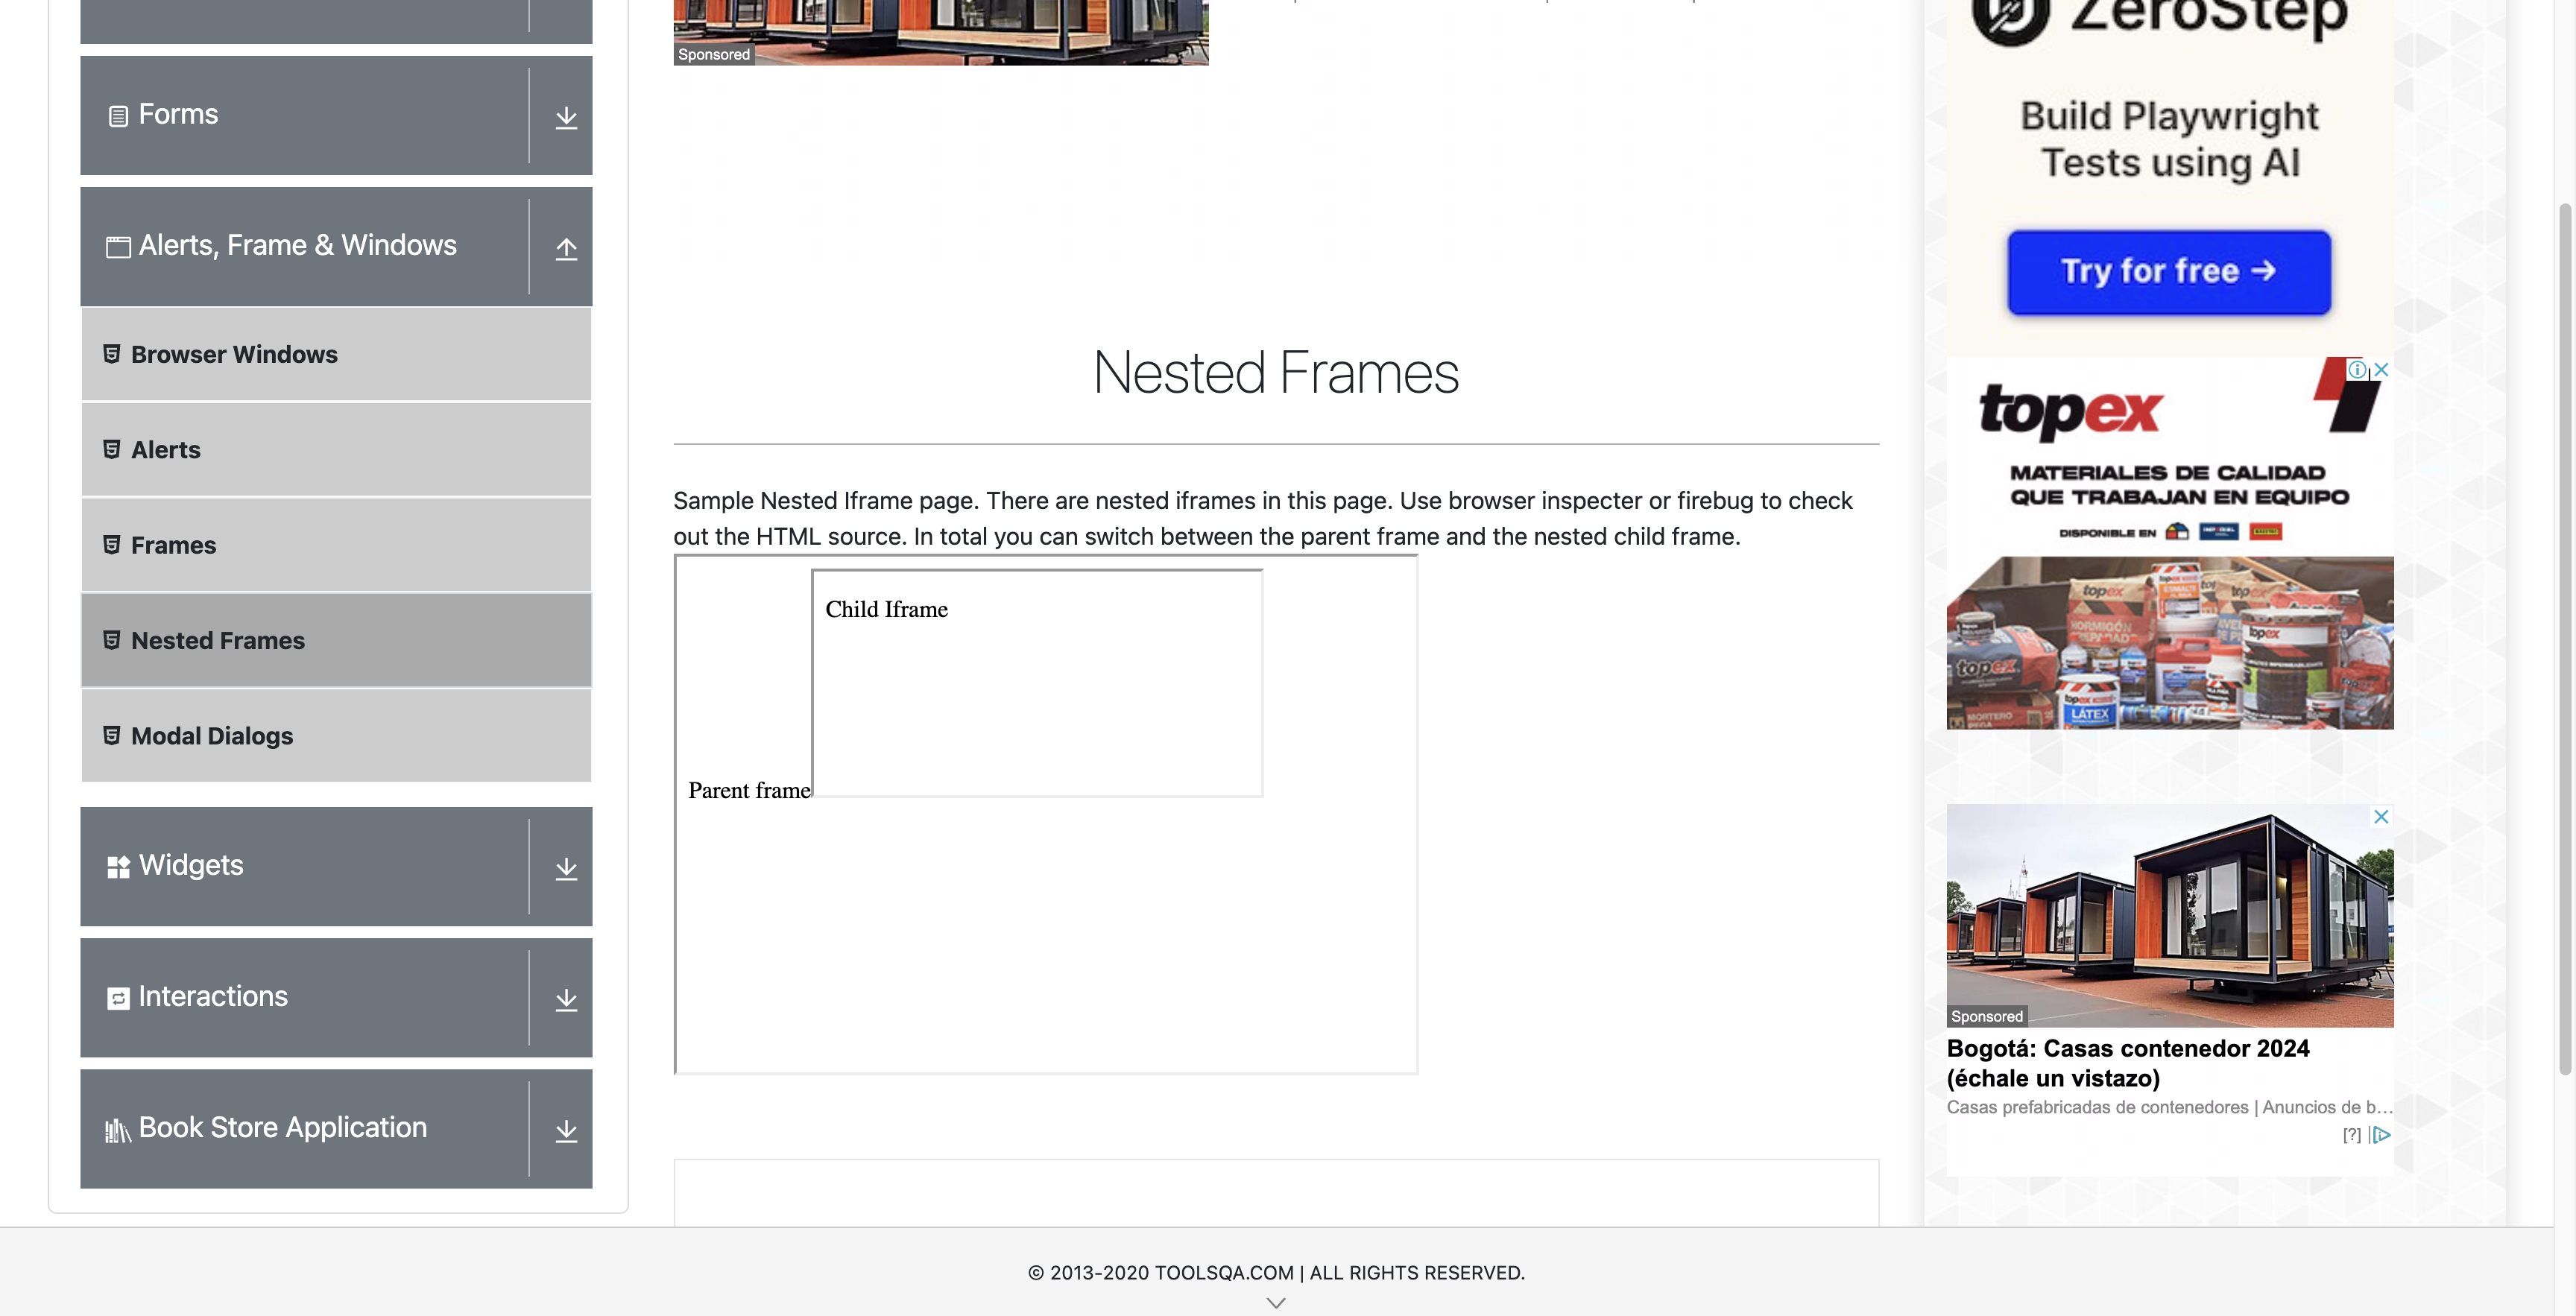 Forms
Alerts, Frame & Windows
Browser Windows
Alerts
Frames
Nested Frames
Modal Dialogs
Widgets
Interactions
Book Store Application
Sponsored
Nested Frames
Sample Nested Iframe page. There are nested iframes in this page. Use browser inspecter or firebug to check
out the HTML source. In total you can switch between the parent frame and the nested child frame.
Child Iframe
Parent frame
ZeroStep
Build Playwright
Tests using AI
Try for free →
topex
MATERIALES DE CALIDAD
QUE TRABAJAN EN EQUIPO
DISPONIBLE EN
topex
topex
topex
LÁTEX
MORTERO
Sponsored
Bogotá: Casas contenedor 2024
(échale un vistazo)
Casas prefabricadas de contenedores | Anuncios de b...
[?] |
© 2013-2020 TOOLSQA.COM | ALL RIGHTS RESERVED.